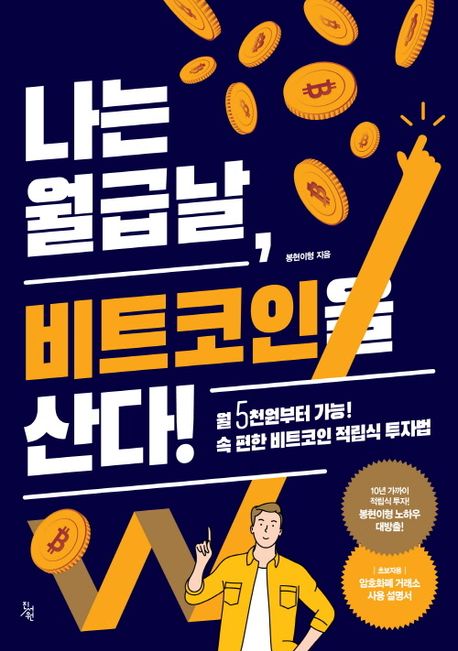 나는
월급날,
봉현이형 지음
비트코인을
산다!
월 5천원부터 가능!
속 편한 비트코인 적립식 투자법
10년 가까이
적립식 투자!
봉현이형 노하우
대방출!
| 초보자용 |
암호화폐 거래소
사용 설명서
진서원